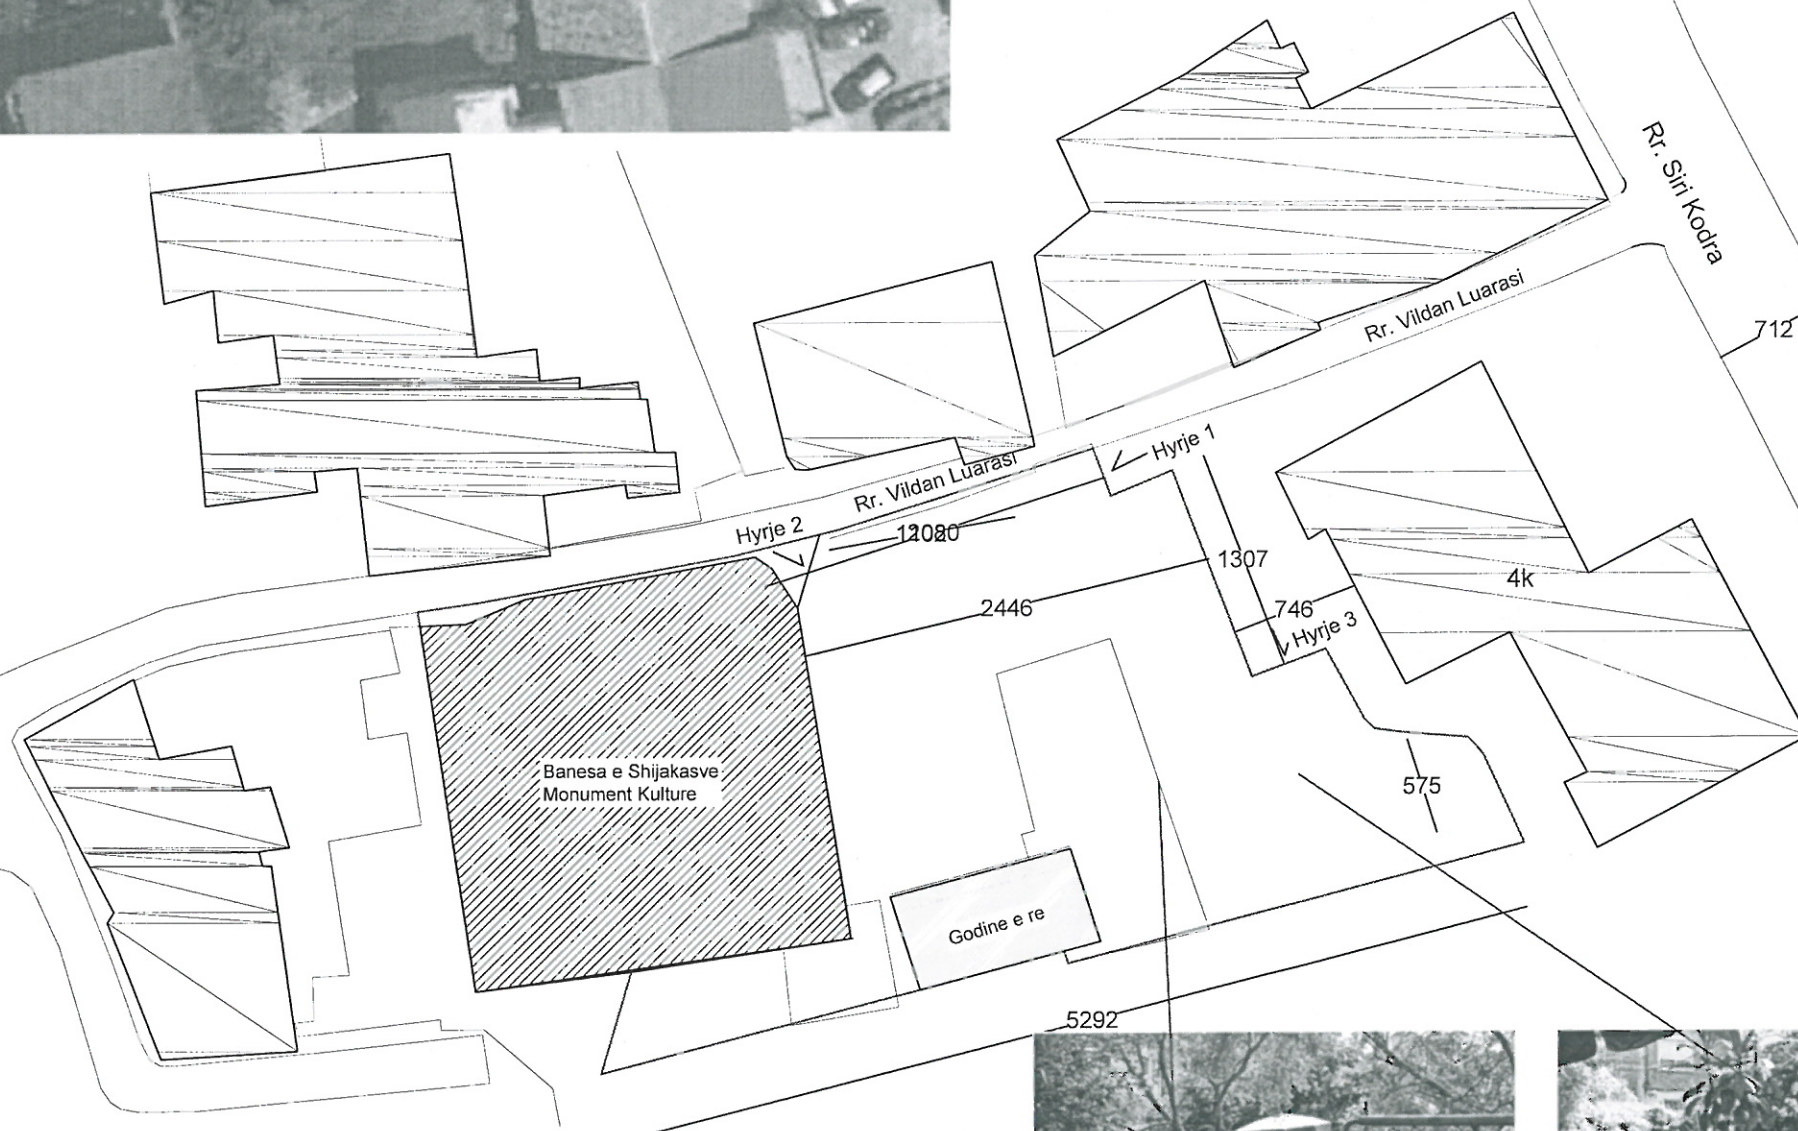 Rr. Siri Kodra
Rr. Vildan Luarasi
712
Hyrje 1
Rr. Vildan Luarasi
Hyrje 2
1307
4k
2446
746
Hyrje 3
Banesa e Shijakasve
Monument Kulture
575
Godine e re
5292